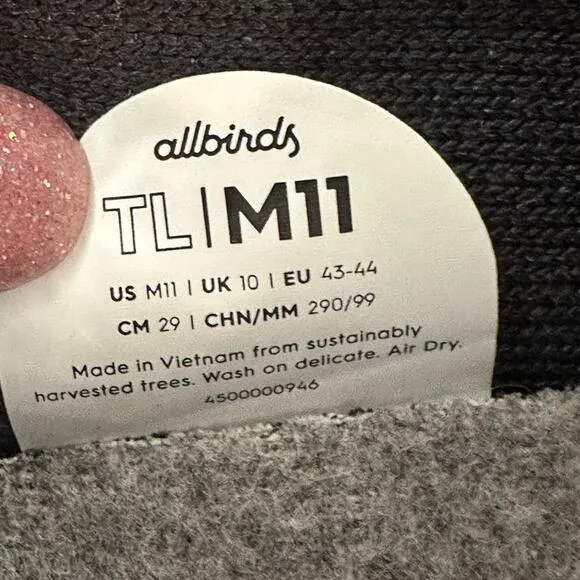 allbirds
TL|M11
US M11 | UK 10 | EU 43-44
CM 29 | CHN/MM 290/99
Made in Vietnam from sustainably
harvested trees. Wash on delicate. Air Dry.
4500000946